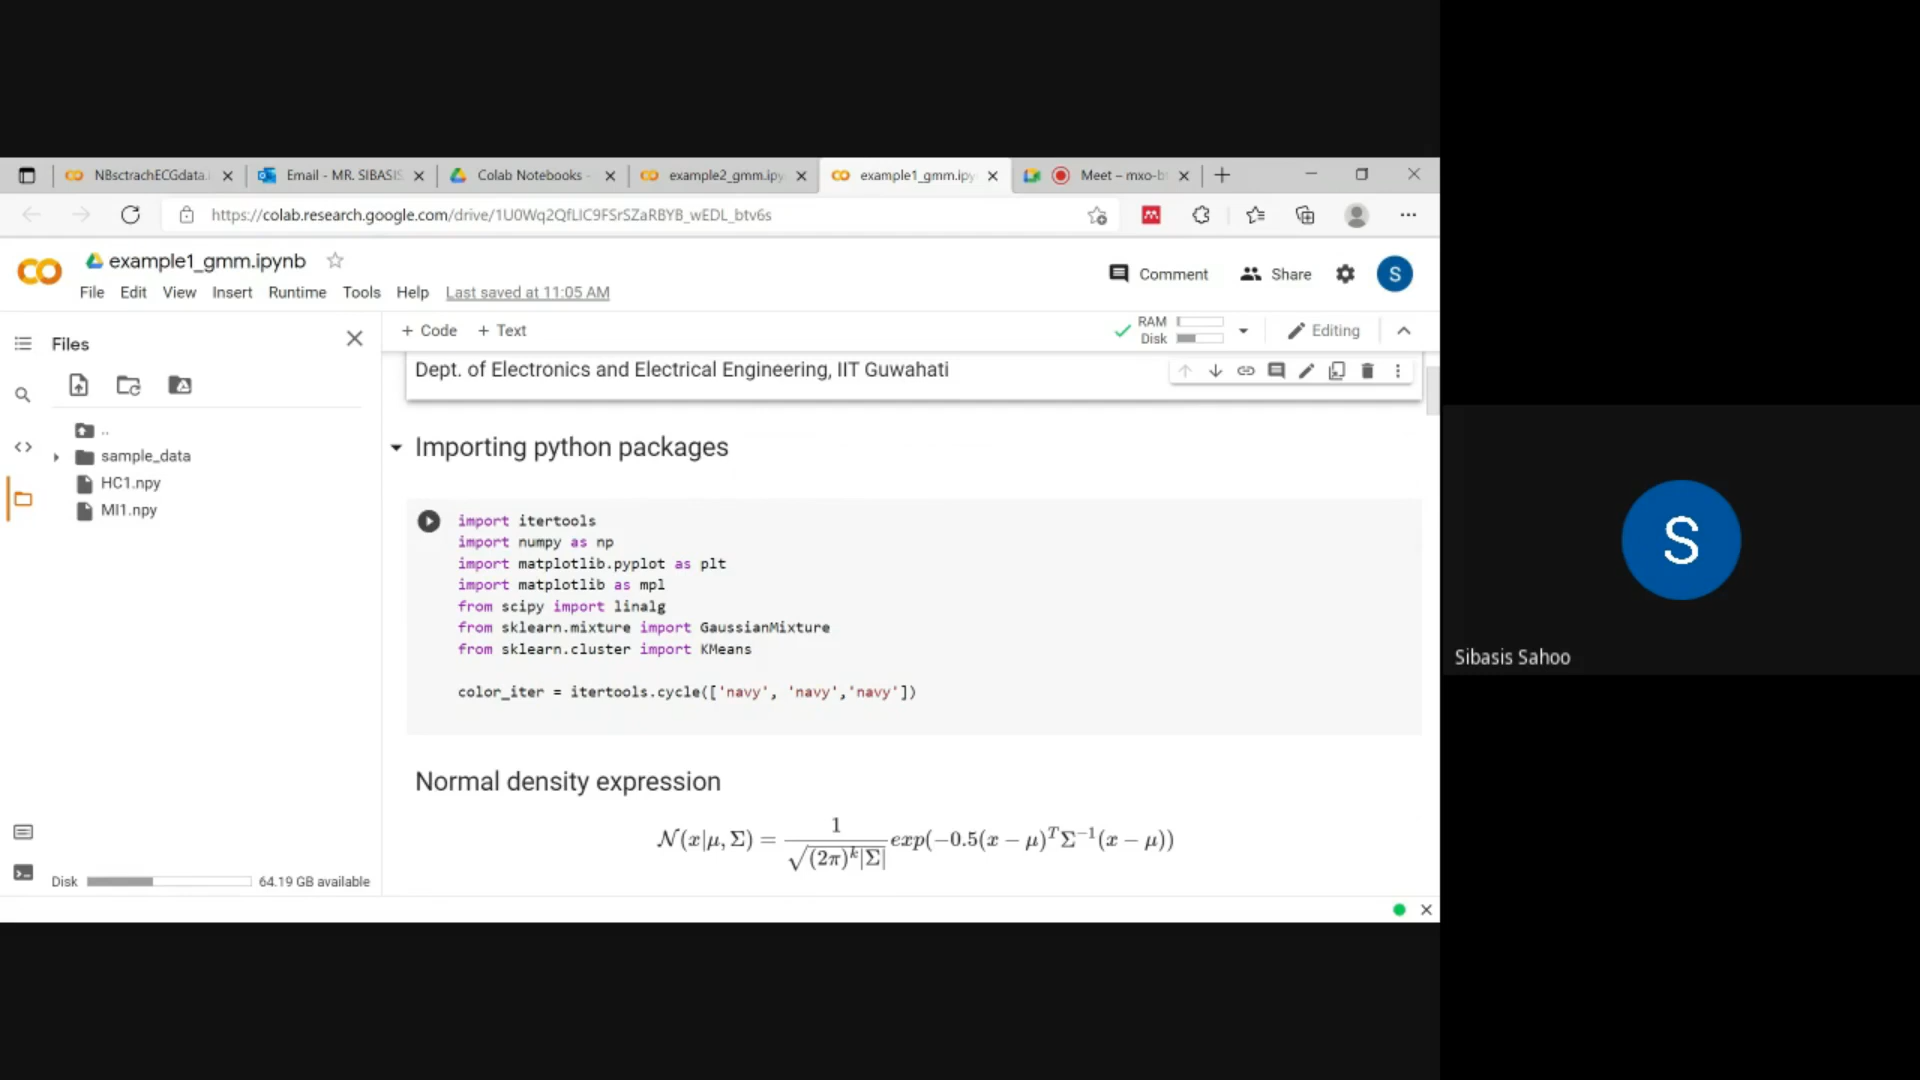 NBsctrachECGdata.
Email - MR. SIBASIS
Colab Notebooks -
example2_gmm.ipy
example1_gmm.ipy
Meet – mxo-b
https://colab.research.google.com/drive/1U0Wq2QfLIC9FSrSZaRBYB_wEDL_btv6s
example1_gmm.ipynb
Comment
Share
S
File Edit View Insert Runtime Tools Help Last saved at 11:05 AM
Files
+ Code + Text
RAM
Disk
Editing
Dept. of Electronics and Electrical Engineering, IIT Guwahati
..
sample_data
HC1.npy
MI1.npy
Importing python packages
import itertools
import numpy as np
import matplotlib.pyplot as plt
import matplotlib as mpl
from scipy import linalg
from sklearn.mixture import GaussianMixture
from sklearn.cluster import KMeans
color_iter = itertools.cycle(['navy', 'navy','navy'])
Normal density expression
𝒩(x|μ, Σ) = 1/√((2π)^k|Σ|) exp(−0.5(x − μ)^T Σ^−1(x − μ))
Disk 64.19 GB available
S
Sibasis Sahoo